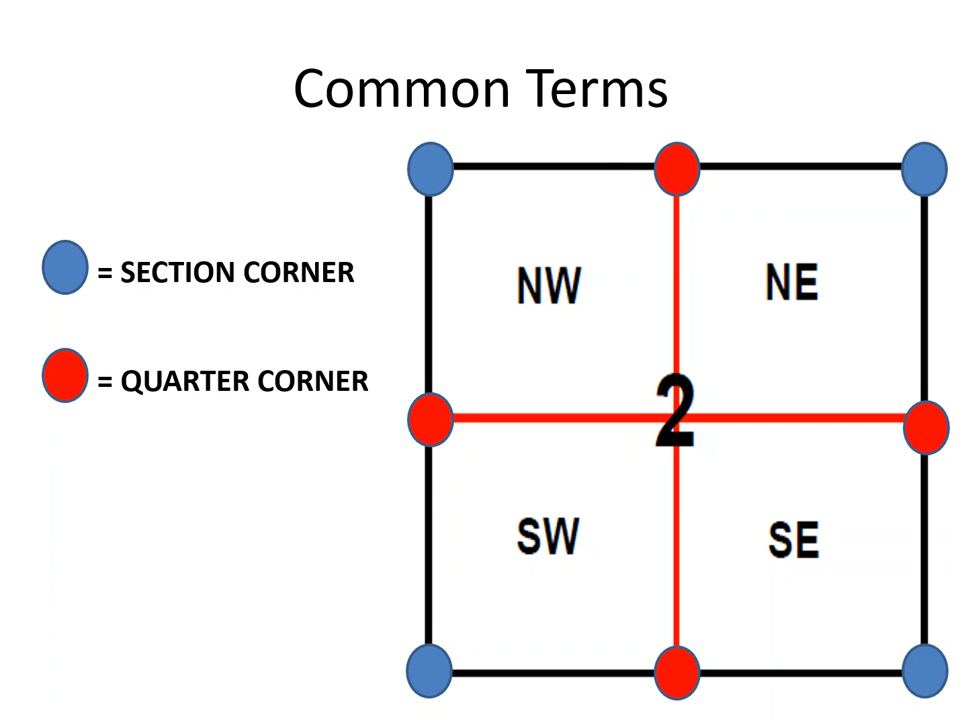 Common Terms
= SECTION CORNER
= QUARTER CORNER
NW
NE
2
SW
SE